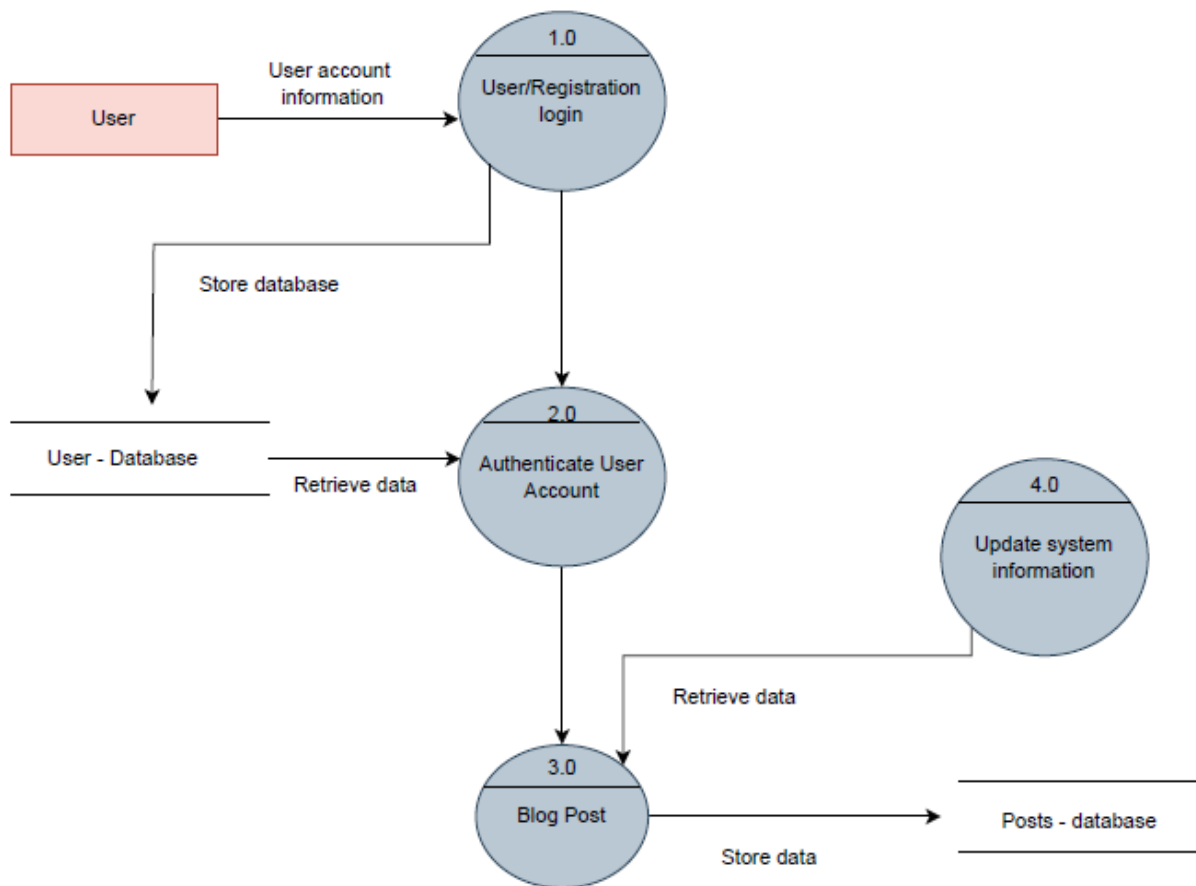 1.0
User/Registration
login
User account
information
User
Store database
2.0
Authenticate User
Account
User - Database
Retrieve data
4.0
Update system
information
Retrieve data
3.0
Blog Post
Store data
Posts - database